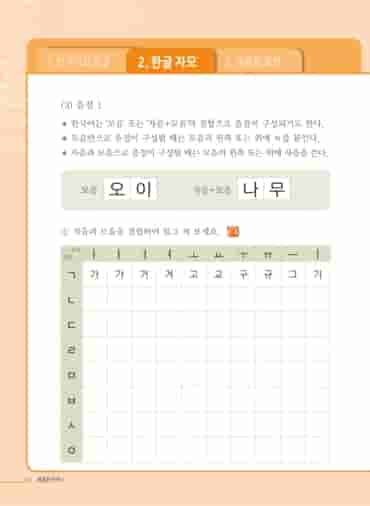 2. 한글 자모
(3) 음절 1
★ 한국어는 '모음' 또는 '자음+모음'의 결합으로 음절이 구성되기도 한다.
★ 모음만으로 음절이 구성될 때는 모음의 왼쪽 또는 위에 ㅇ을 붙인다.
★ 자음과 모음으로 음절이 구성될 때는 모음의 왼쪽 또는 위에 자음을 쓴다.
모음 오 이 자음+모음 나 무
자음과 모음을 결합하여 읽고 써 보세요.
ㅏ ㅑ ㅓ ㅕ ㅗ ㅛ ㅜ ㅠ ㅡ ㅣ
ㄱ 가 갸 거 겨 고 교 구 규 그 기
ㄴ
ㄷ
ㄹ
ㅁ
ㅂ
ㅅ
ㅇ